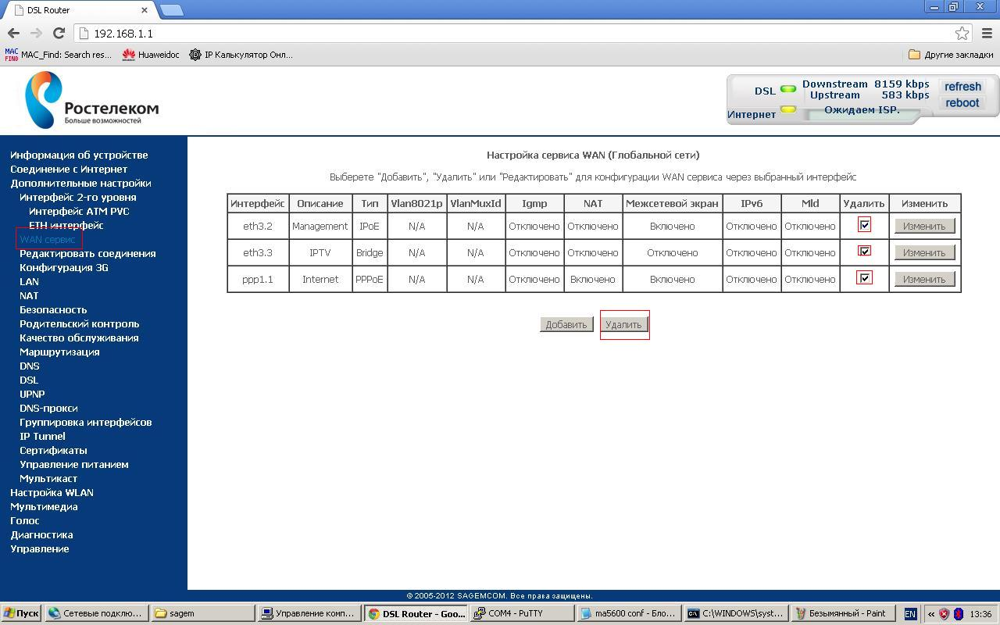 DSL Router
192.168.1.1
MAC FIND MAC_Find: Search res... Huaweidoc IP Калькулятор Онл... Другие закладки
Ростелеком
Больше возможностей
DSL Downstream 8159 kbps refresh
Upstream 583 kbps reboot
Интернет Ожидаем ISP.
Информация об устройстве
Соединение с Интернет
Дополнительные настройки
Интерфейс 2-го уровня
Интерфейс ATM PVC
ETH интерфейс
WAN сервис
Редактировать соединения
Конфигурация 3G
LAN
NAT
Безопасность
Родительский контроль
Качество обслуживания
Маршрутизация
DNS
DSL
UPNP
DNS-прокси
Группировка интерфейсов
IP Tunnel
Сертификаты
Управление питанием
Мультикаст
Настройка WLAN
Мультимедиа
Голос
Диагностика
Управление
Настройка сервиса WAN (Глобальной сети)
Выберете "Добавить", "Удалить" или "Редактировать" для конфигурации WAN сервиса через выбранный интерфейс
Интерфейс Описание Тип Vlan8021p VlanMuxId Igmp NAT Межсетевой экран IPv6 Mld Удалить Изменить
eth3.2 Management IPoE N/A N/A Отключено Отключено Включено Отключено Отключено Изменить
eth3.3 IPTV Bridge N/A N/A Отключено Отключено Отключено Отключено Отключено Изменить
ppp1.1 Internet PPPoE N/A N/A Отключено Включено Включено Отключено Отключено Изменить
Добавить Удалить
© 2005-2012 SAGEMCOM. Все права защищены.
Пуск Сетевые подклю... sagem Управление комп... DSL Router - Goo... COM4 - PuTTY ma5600 conf - Бло... C:\WINDOWS\syst... Безымянный - Paint EN « 13:36